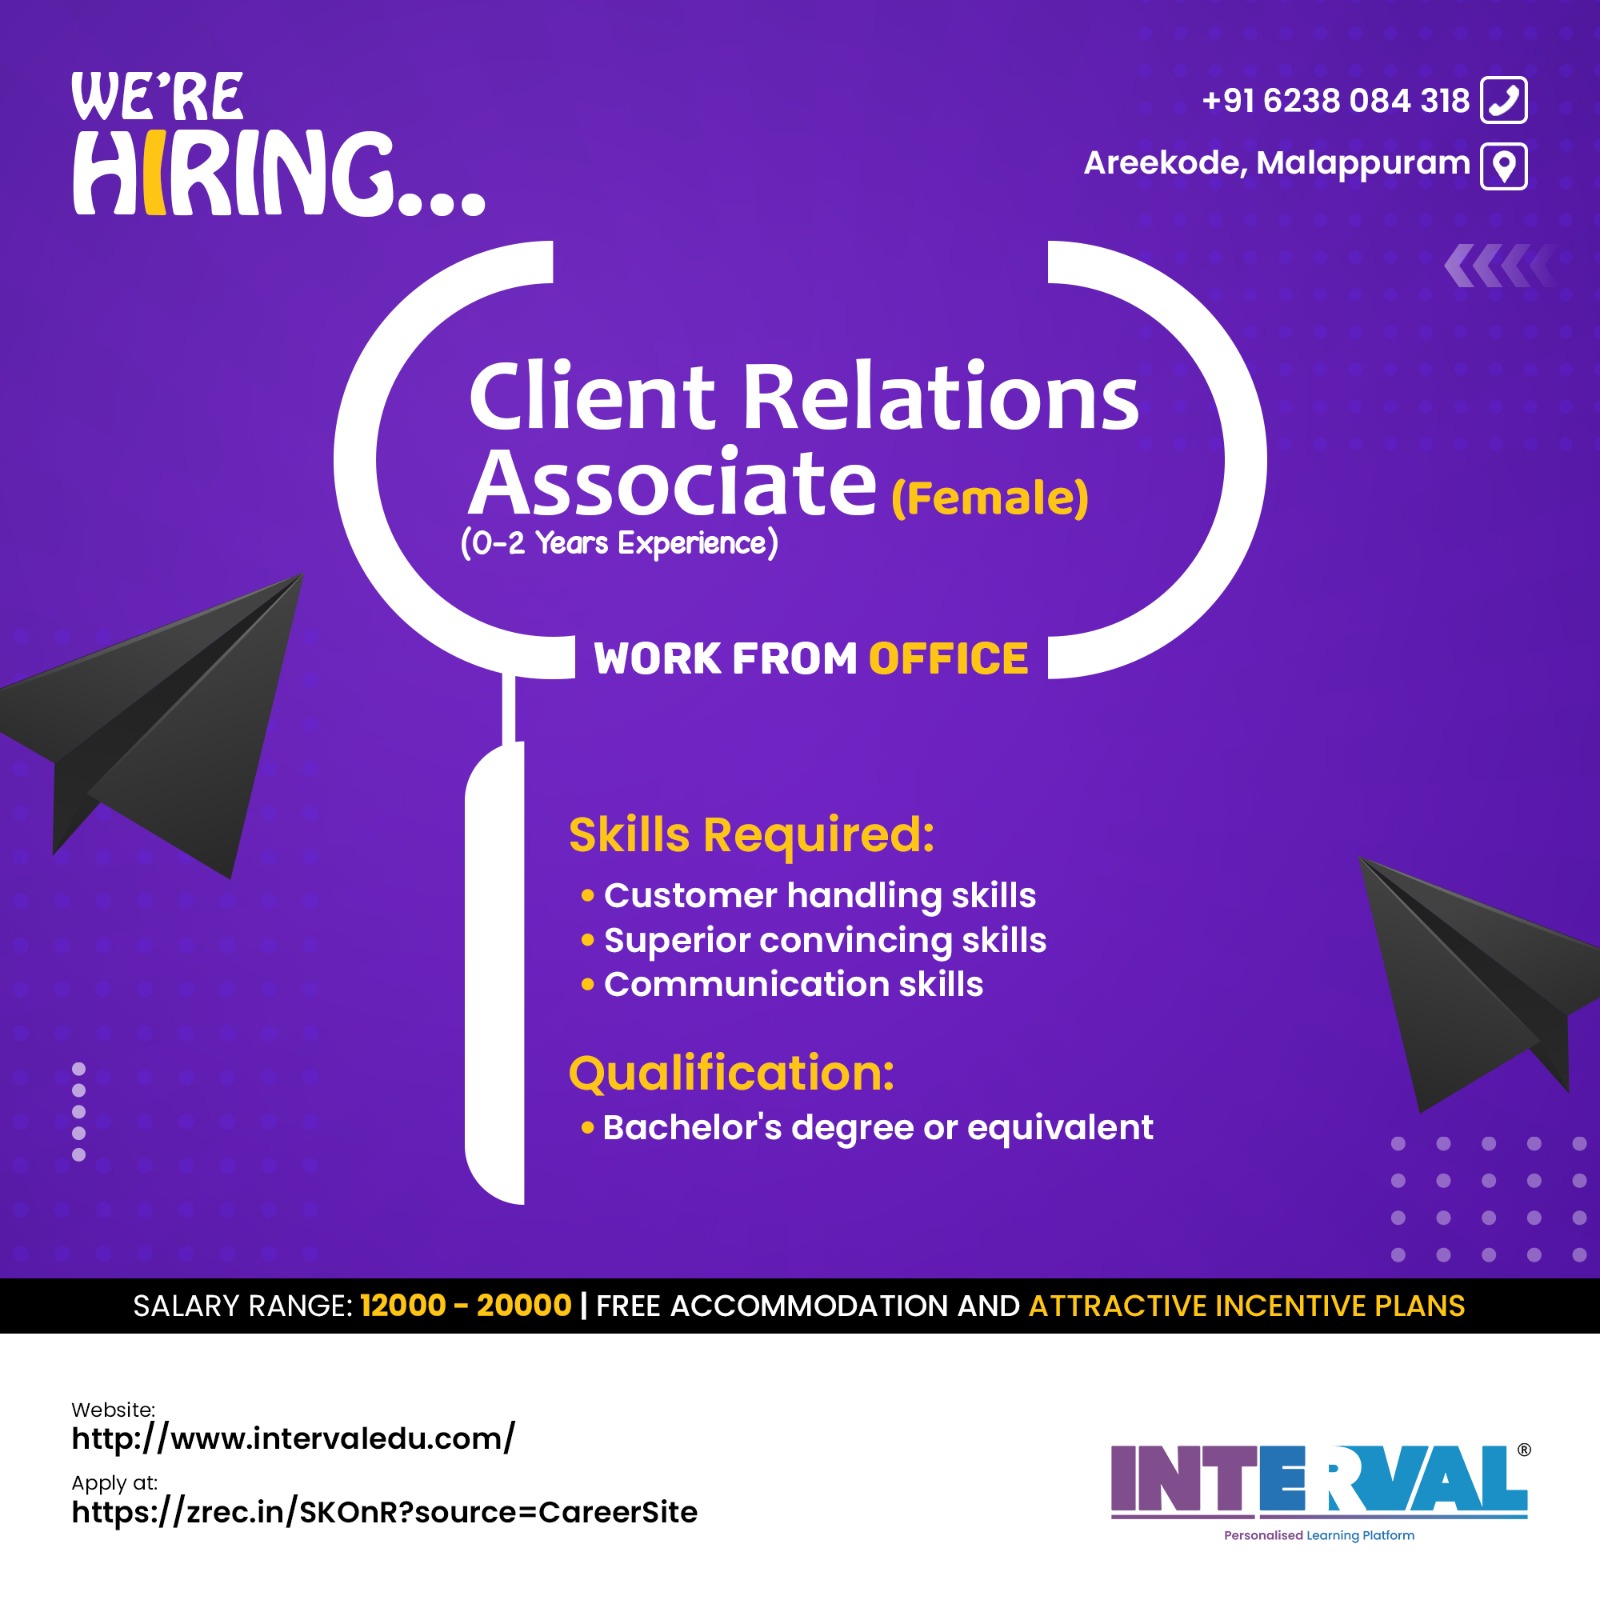 WE'RE
HIRING...
+91 6238 084 318
Areekode, Malappuram
Client Relations
Associate (Female)
(0-2 Years Experience)
WORK FROM OFFICE
Skills Required:
• Customer handling skills
• Superior convincing skills
• Communication skills
Qualification:
• Bachelor's degree or equivalent
SALARY RANGE: 12000 - 20000 | FREE ACCOMMODATION AND ATTRACTIVE INCENTIVE PLANS
Website:
http://www.intervaledu.com/
Apply at:
https://zrec.in/SKOnR?source=CareerSite
INTERVAL®
Personalised Learning Platform